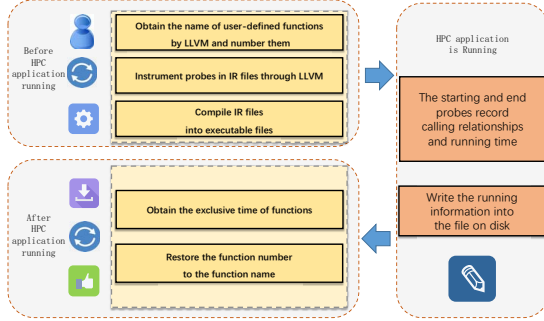 Before
HPC
application
running
Obtain the name of user-defined functions
by LLVM and number them
Instrument probes in IR files through LLVM
Compile IR files
into executable files
HPC application
is Running
The starting and end
probes record
calling relationships
and running time
Write the running
information into
the file on disk
After
HPC
application
running
Obtain the exclusive time of functions
Restore the function number
to the function name